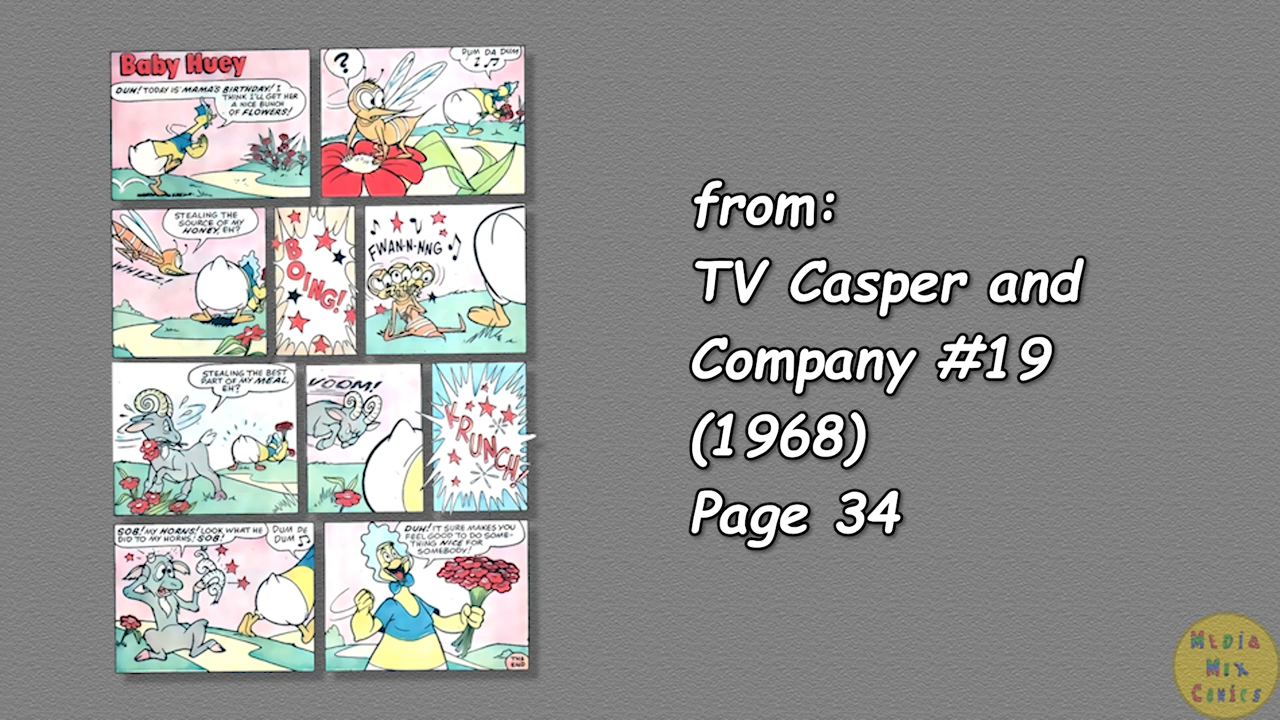 Baby Huey
DUH! TODAY IS MAMA'S BIRTHDAY! I
THINK I'LL GET HER
A NICE BUNCH
OF FLOWERS!
?
DUM DA DUM
STEALING THE
SOURCE OF MY
HONEY, EH?
WHIZZ!
BOING!
FWAN-N-NNG
STEALING THE BEST
PART OF MY MEAL,
EH?
VOOM!
KRUNCH!
SOB! MY HORNS! LOOK WHAT HE
DID TO MY HORNS! SOB!
DUM DE
DUM
DUH! IT SURE MAKES YOU
FEEL GOOD TO DO SOME-
THING NICE FOR
SOMEBODY!
THE
END
from:
TV Casper and
Company #19
(1968)
Page 34
MEDIA
MIX
COMICS